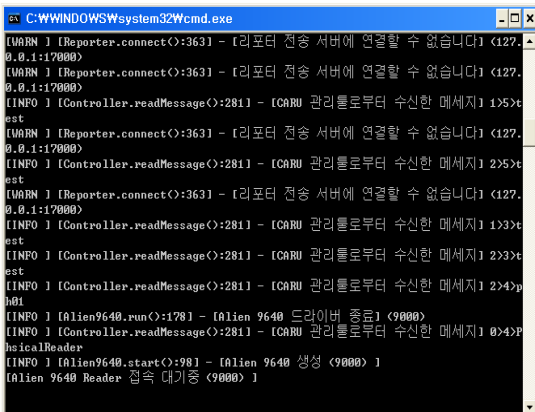 C:₩WINDOWS₩system32₩cmd.exe
[WARN ] [Reporter.connect():363] - [리포터 전송 서버에 연결할 수 없습니다] (127.
0.0.1:17000)
[WARN ] [Reporter.connect():363] - [리포터 전송 서버에 연결할 수 없습니다] (127.
0.0.1:17000)
[INFO ] [Controller.readMessage():281] - [CARU 관리툴로부터 수신한 메세지] 1>5>t
est
[WARN ] [Reporter.connect():363] - [리포터 전송 서버에 연결할 수 없습니다] (127.
0.0.1:17000)
[INFO ] [Controller.readMessage():281] - [CARU 관리툴로부터 수신한 메세지] 2>5>t
est
[WARN ] [Reporter.connect():363] - [리포터 전송 서버에 연결할 수 없습니다] (127.
0.0.1:17000)
[INFO ] [Controller.readMessage():281] - [CARU 관리툴로부터 수신한 메세지] 1>3>t
est
[INFO ] [Controller.readMessage():281] - [CARU 관리툴로부터 수신한 메세지] 2>3>t
est
[INFO ] [Controller.readMessage():281] - [CARU 관리툴로부터 수신한 메세지] 2>4>p
h01
[INFO ] [Alien9640.run():178] - [Alien 9640 드라이버 종료] (9000)
[INFO ] [Controller.readMessage():281] - [CARU 관리툴로부터 수신한 메세지] 0>4>P
hsicalReader
[INFO ] [Alien9640.start():98] - [Alien 9640 생성 (9000) ]
[Alien 9640 Reader 접속 대기중 (9000) ]